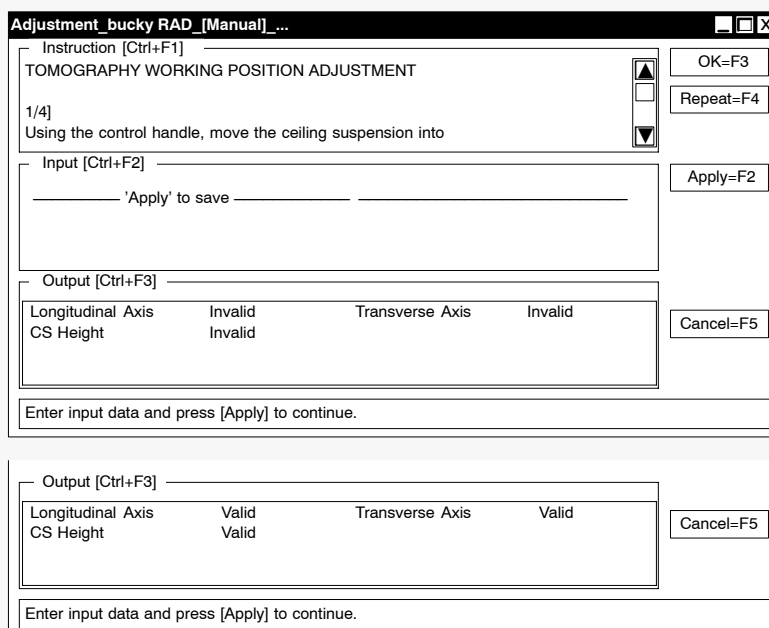 Adjustment_bucky RAD_[Manual]_...
Instruction [Ctrl+F1]
TOMOGRAPHY WORKING POSITION ADJUSTMENT
1/4]
Using the control handle, move the ceiling suspension into
OK=F3
Repeat=F4
Input [Ctrl+F2]
'Apply' to save
Apply=F2
Output [Ctrl+F3]
Longitudinal Axis Invalid Transverse Axis Invalid
CS Height Invalid
Cancel=F5
Enter input data and press [Apply] to continue.
Output [Ctrl+F3]
Longitudinal Axis Valid Transverse Axis Valid
CS Height Valid
Cancel=F5
Enter input data and press [Apply] to continue.